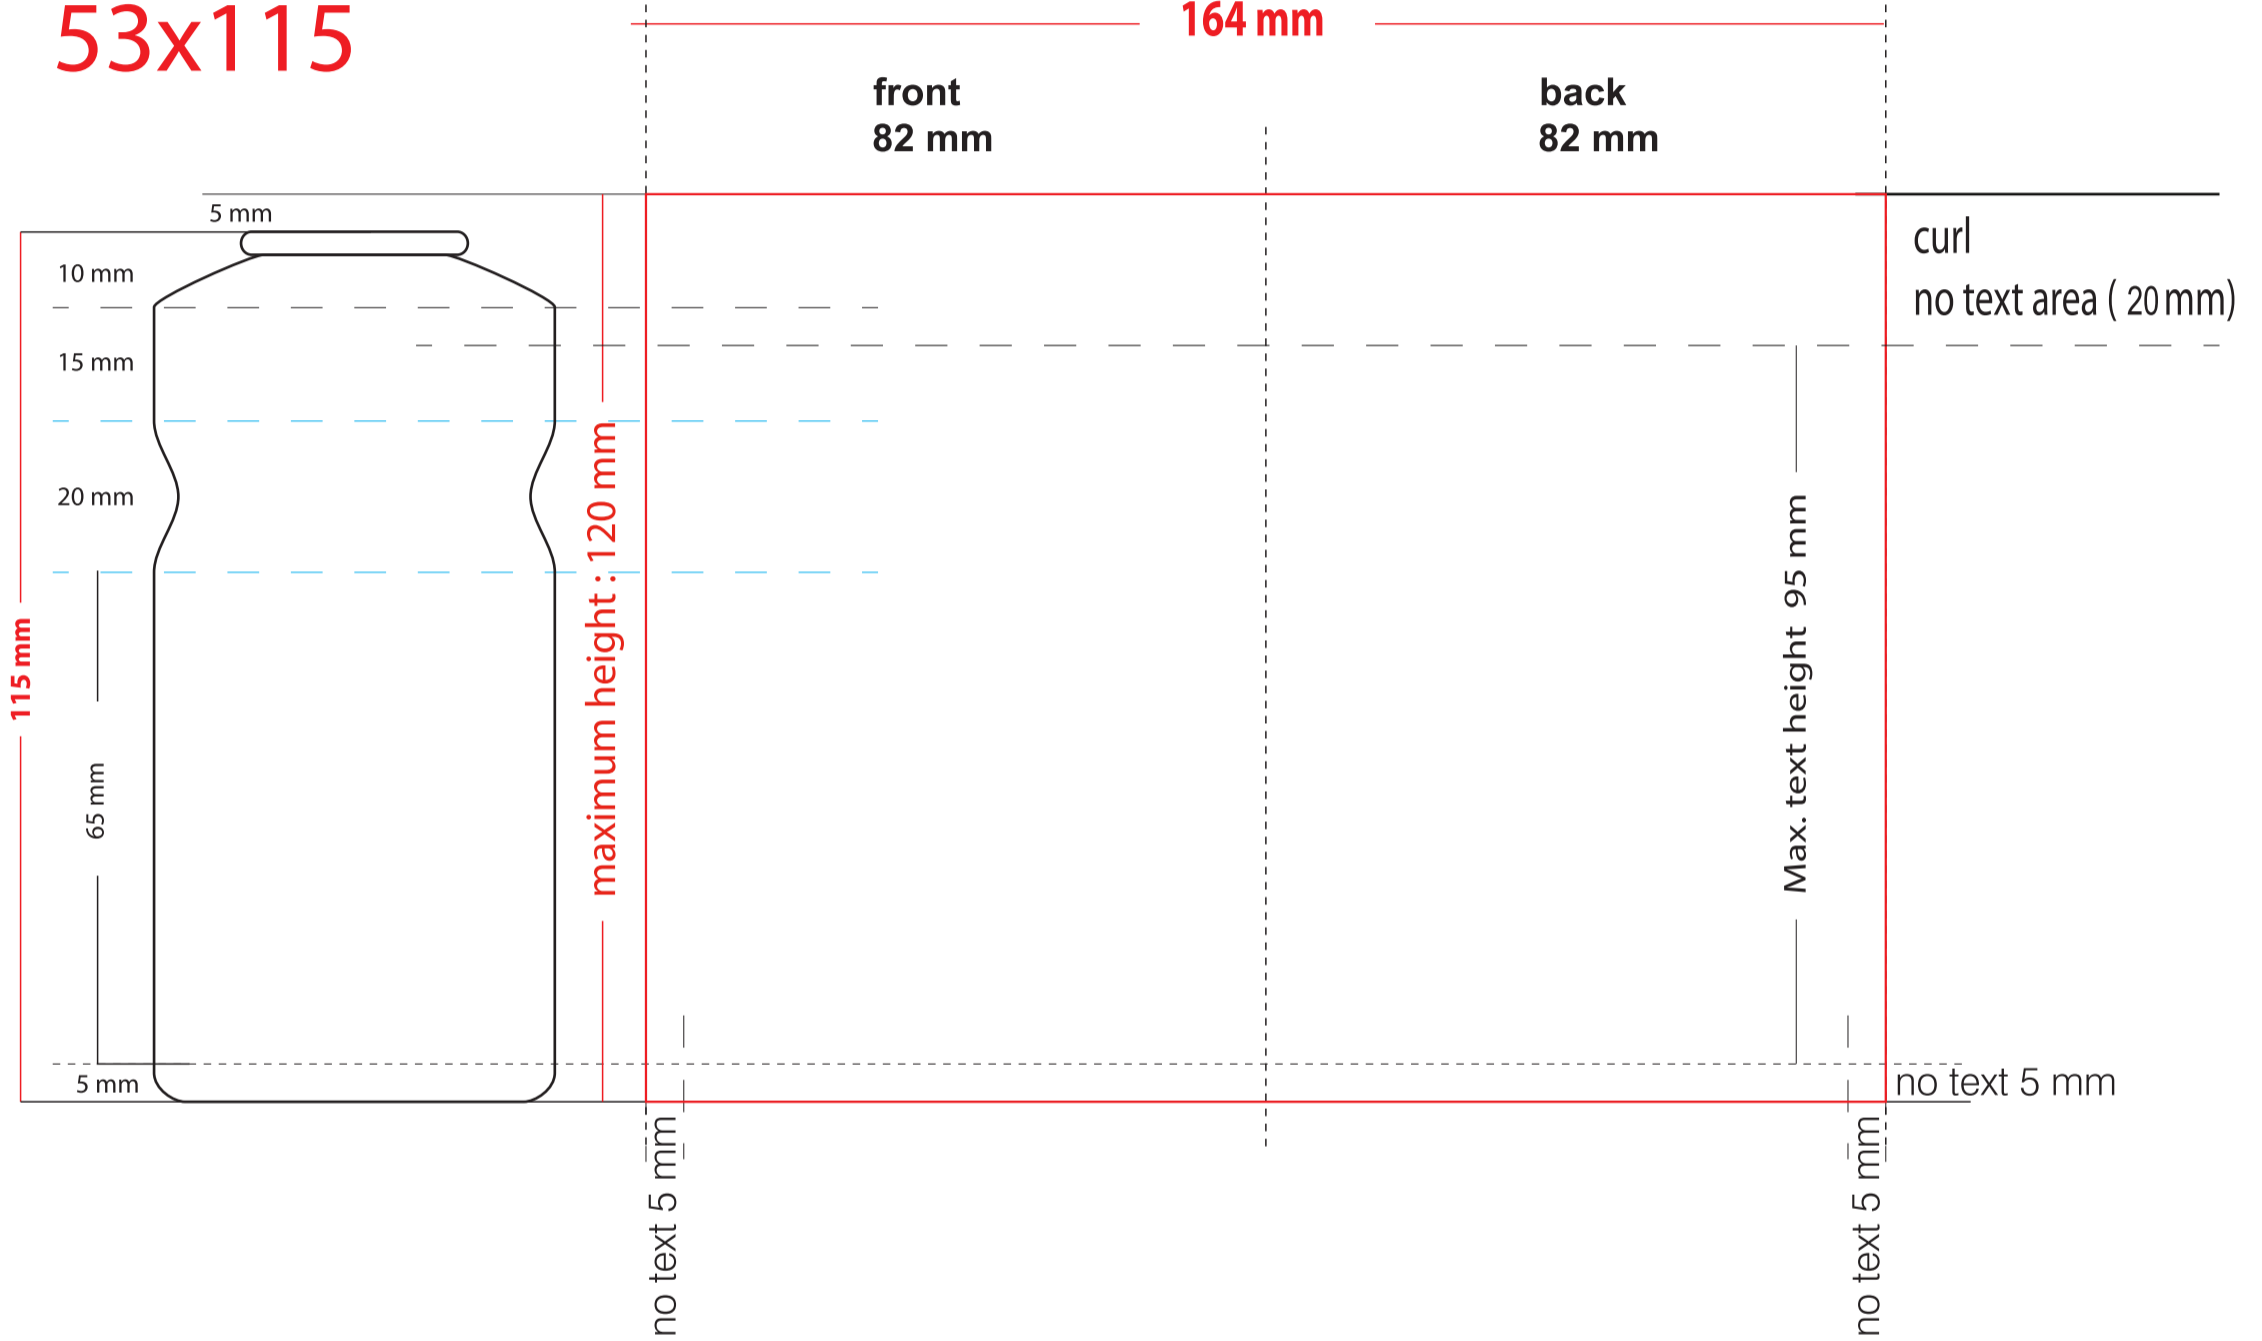 53x115
164 mm
front
82 mm
back
82 mm
5 mm
10 mm
15 mm
20 mm
65 mm
5 mm
115 mm
maximum height : 120 mm
curl
no text area ( 20 mm)
Max. text height 95 mm
no text 5 mm
no text 5 mm
no text 5 mm